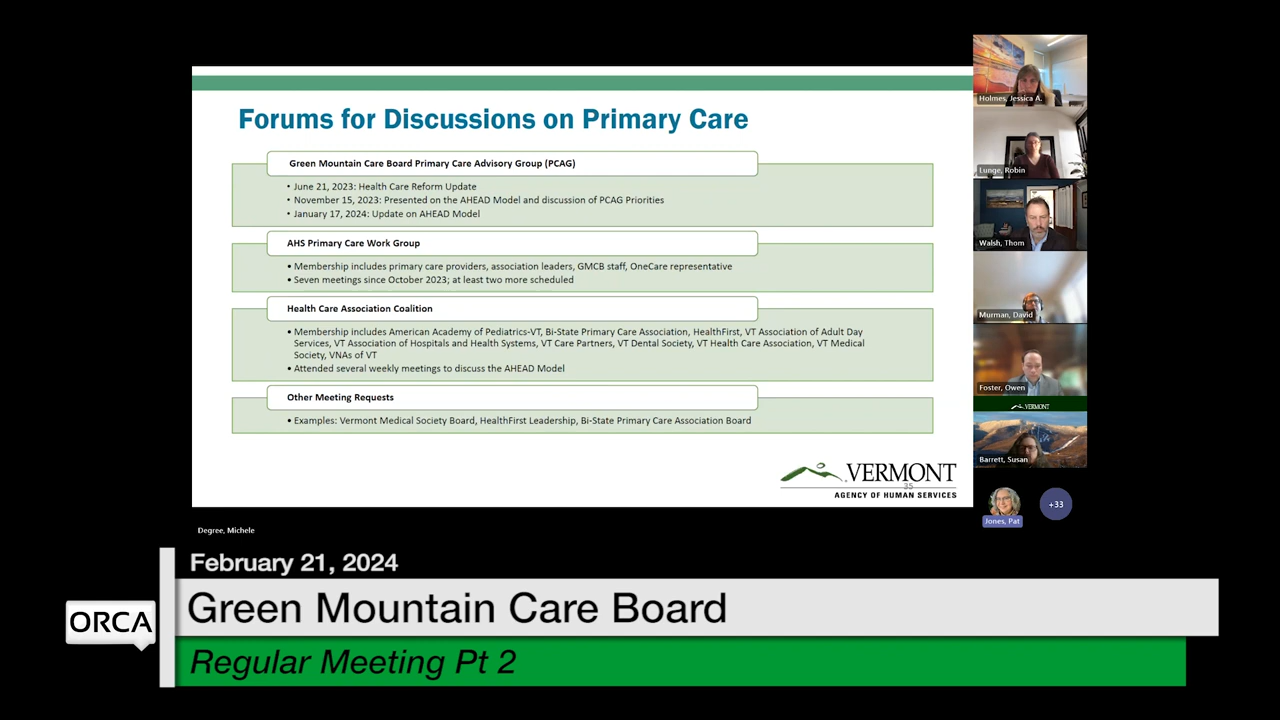 Forums for Discussions on Primary Care
Green Mountain Care Board Primary Care Advisory Group (PCAG)
• June 21, 2023: Health Care Reform Update
• November 15, 2023: Presented on the AHEAD Model and discussion of PCAG Priorities
• January 17, 2024: Update on AHEAD Model
AHS Primary Care Work Group
• Membership includes primary care providers, association leaders, GMCB staff, OneCare representative
• Seven meetings since October 2023; at least two more scheduled
Health Care Association Coalition
• Membership includes American Academy of Pediatrics-VT, Bi-State Primary Care Association, HealthFirst, VT Association of Adult Day
Services, VT Association of Hospitals and Health Systems, VT Care Partners, VT Dental Society, VT Health Care Association, VT Medical
Society, VNAs of VT
• Attended several weekly meetings to discuss the AHEAD Model
Other Meeting Requests
• Examples: Vermont Medical Society Board, HealthFirst Leadership, Bi-State Primary Care Association Board
VERMONT
35
AGENCY OF HUMAN SERVICES
Holmes, Jessica A.
Lunge, Robin
Walsh, Thom
Murman, David
Foster, Owen
VERMONT
Barrett, Susan
Jones, Pat
+33
Degree, Michele
February 21, 2024
ORCA
Green Mountain Care Board
Regular Meeting Pt 2